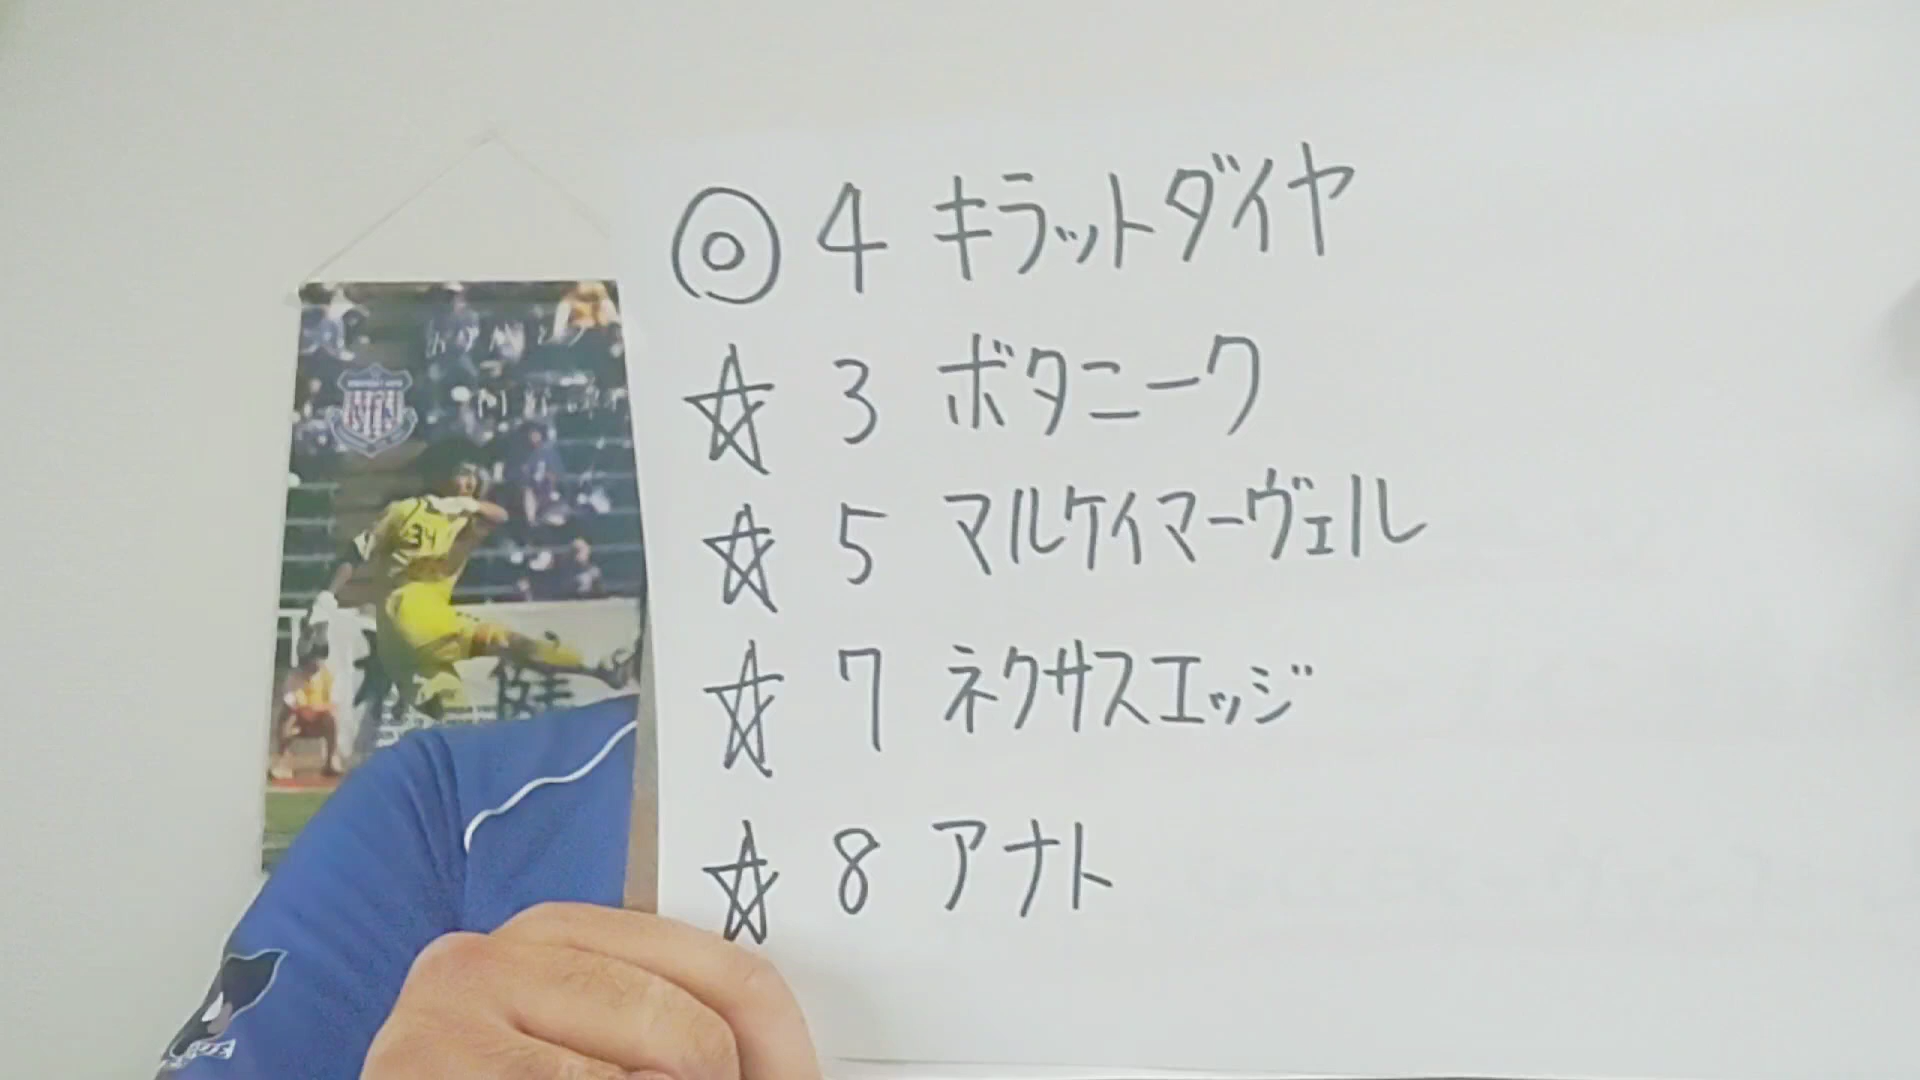 ◎ 4 キラットダイヤ
☆ 3 ボタニーク
☆ 5 マルケイマーヴェル
☆ 7 ネクサスエッジ
☆ 8 アナト
34